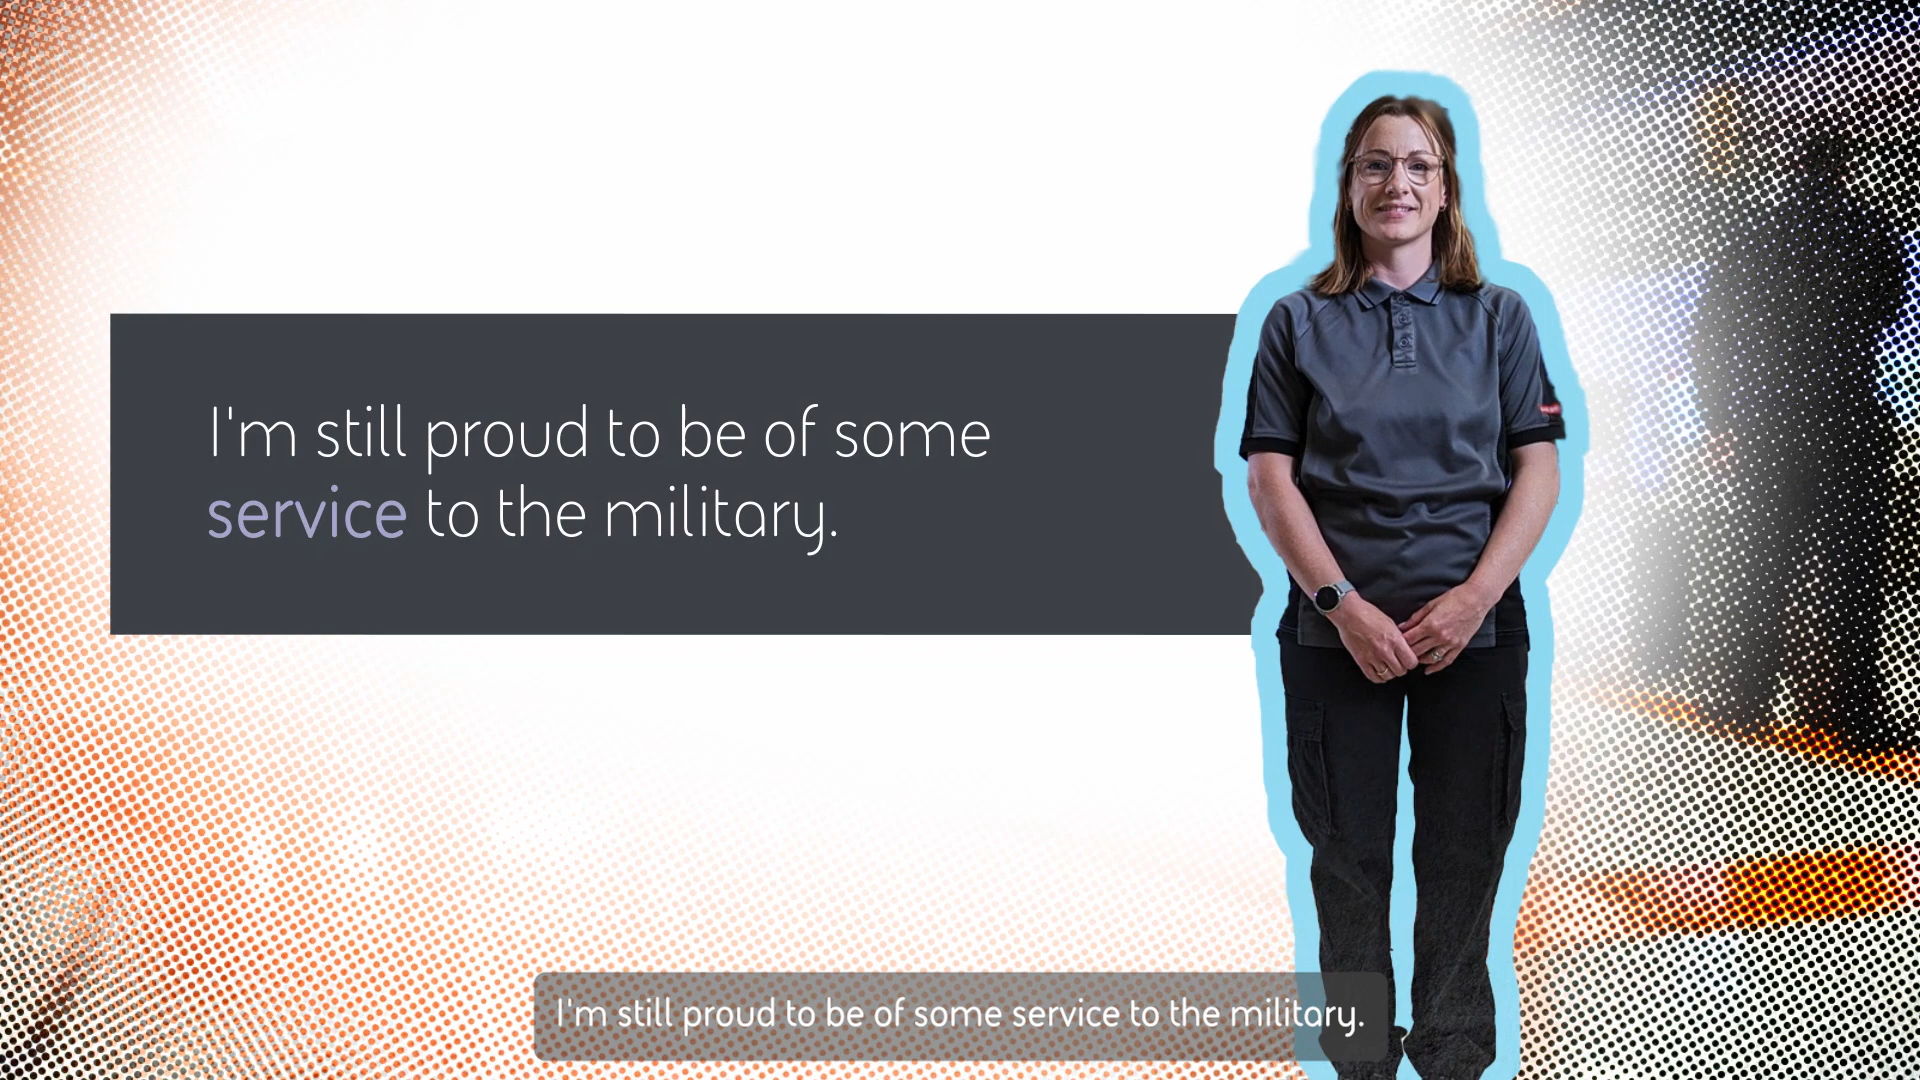 I'm still proud to be of some
service to the military.
I'm still proud to be of some service to the military.